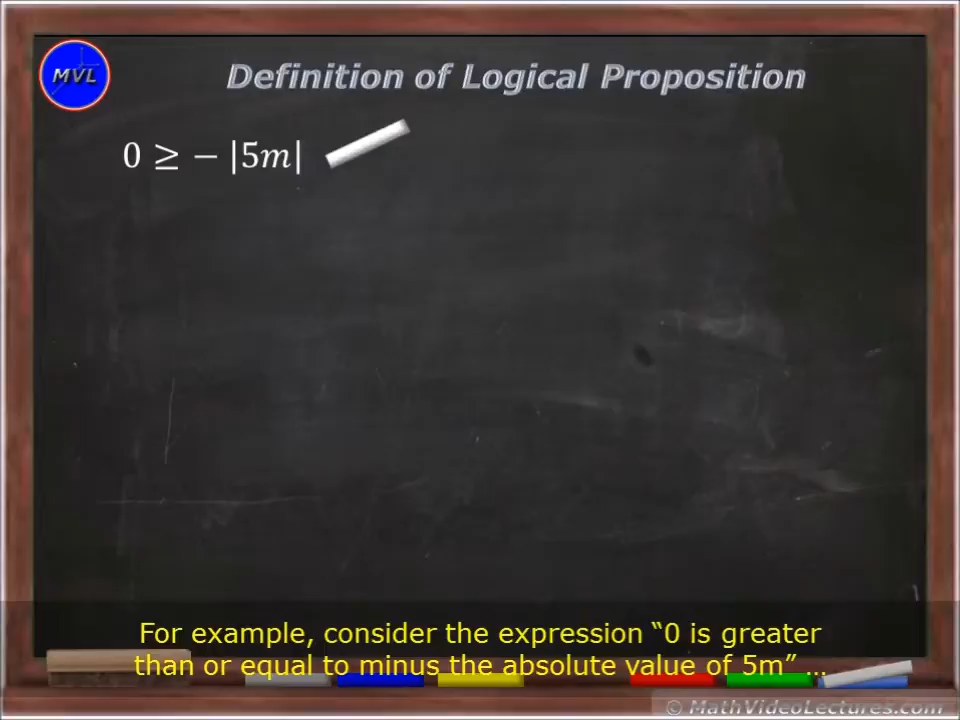 MVL
Definition of Logical Proposition
0 ≥ − |5m|
For example, consider the expression “0 is greater
than or equal to minus the absolute value of 5m” ...
© MathVideoLectures.com